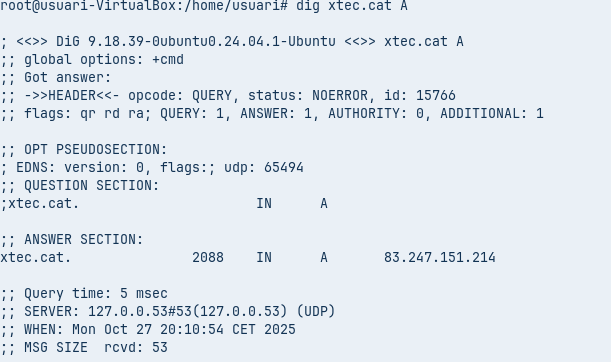 root@usuari-VirtualBox:/home/usuari# dig xtec.cat A

; <<>> DiG 9.18.39-0ubuntu0.24.04.1-Ubuntu <<>> xtec.cat A
;; global options: +cmd
;; Got answer:
;; ->>HEADER<<- opcode: QUERY, status: NOERROR, id: 15766
;; flags: qr rd ra; QUERY: 1, ANSWER: 1, AUTHORITY: 0, ADDITIONAL: 1

;; OPT PSEUDOSECTION:
; EDNS: version: 0, flags:; udp: 65494
;; QUESTION SECTION:
;xtec.cat.                      IN      A

;; ANSWER SECTION:
xtec.cat.               2088    IN      A       83.247.151.214

;; Query time: 5 msec
;; SERVER: 127.0.0.53#53(127.0.0.53) (UDP)
;; WHEN: Mon Oct 27 20:10:54 CET 2025
;; MSG SIZE  rcvd: 53